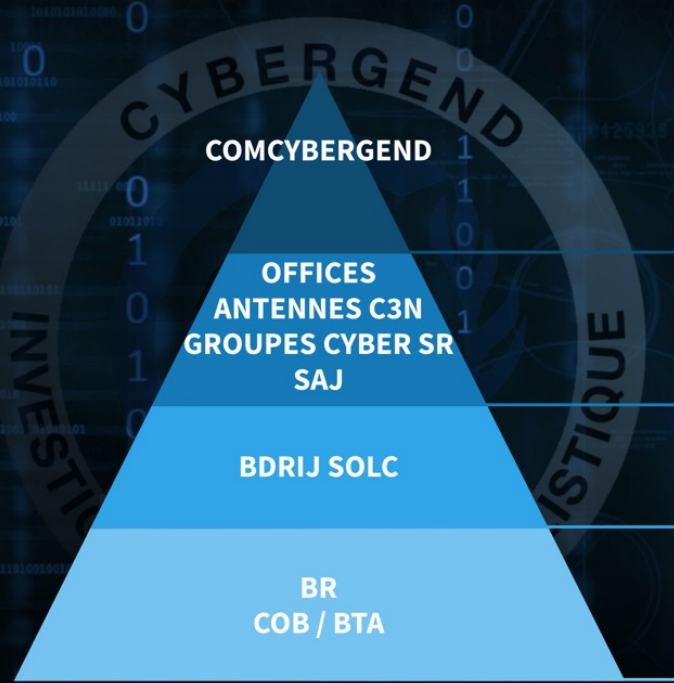 CYBERGEND
COMCYBERGEND
OFFICES
ANTENNES C3N
GROUPES CYBER SR
SAJ
BDRIJ SOLC
BR
COB / BTA